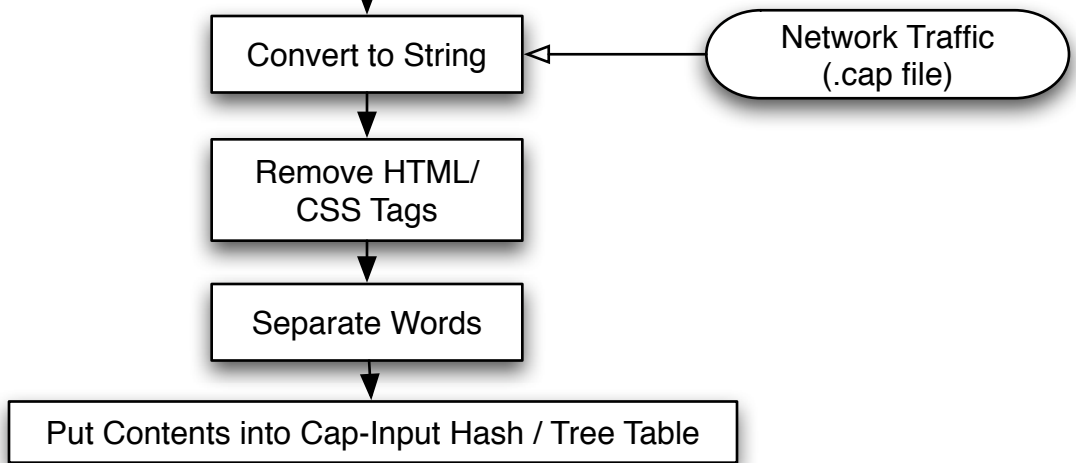 Convert to String
Network Traffic
(.cap file)
Remove HTML/
CSS Tags
Separate Words
Put Contents into Cap-Input Hash / Tree Table